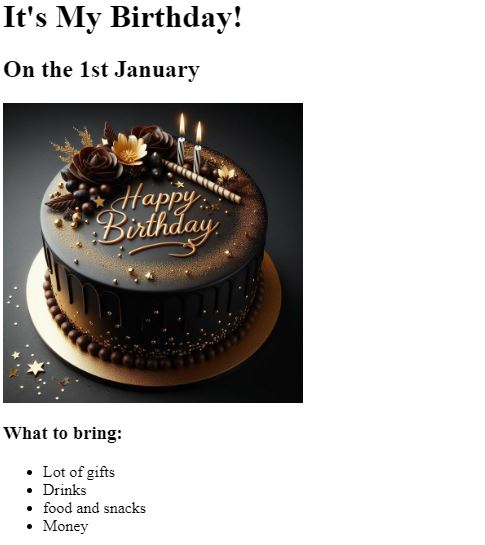 It's My Birthday!
On the 1st January
Happy
Birthday
What to bring:
Lot of gifts
Drinks
food and snacks
Money